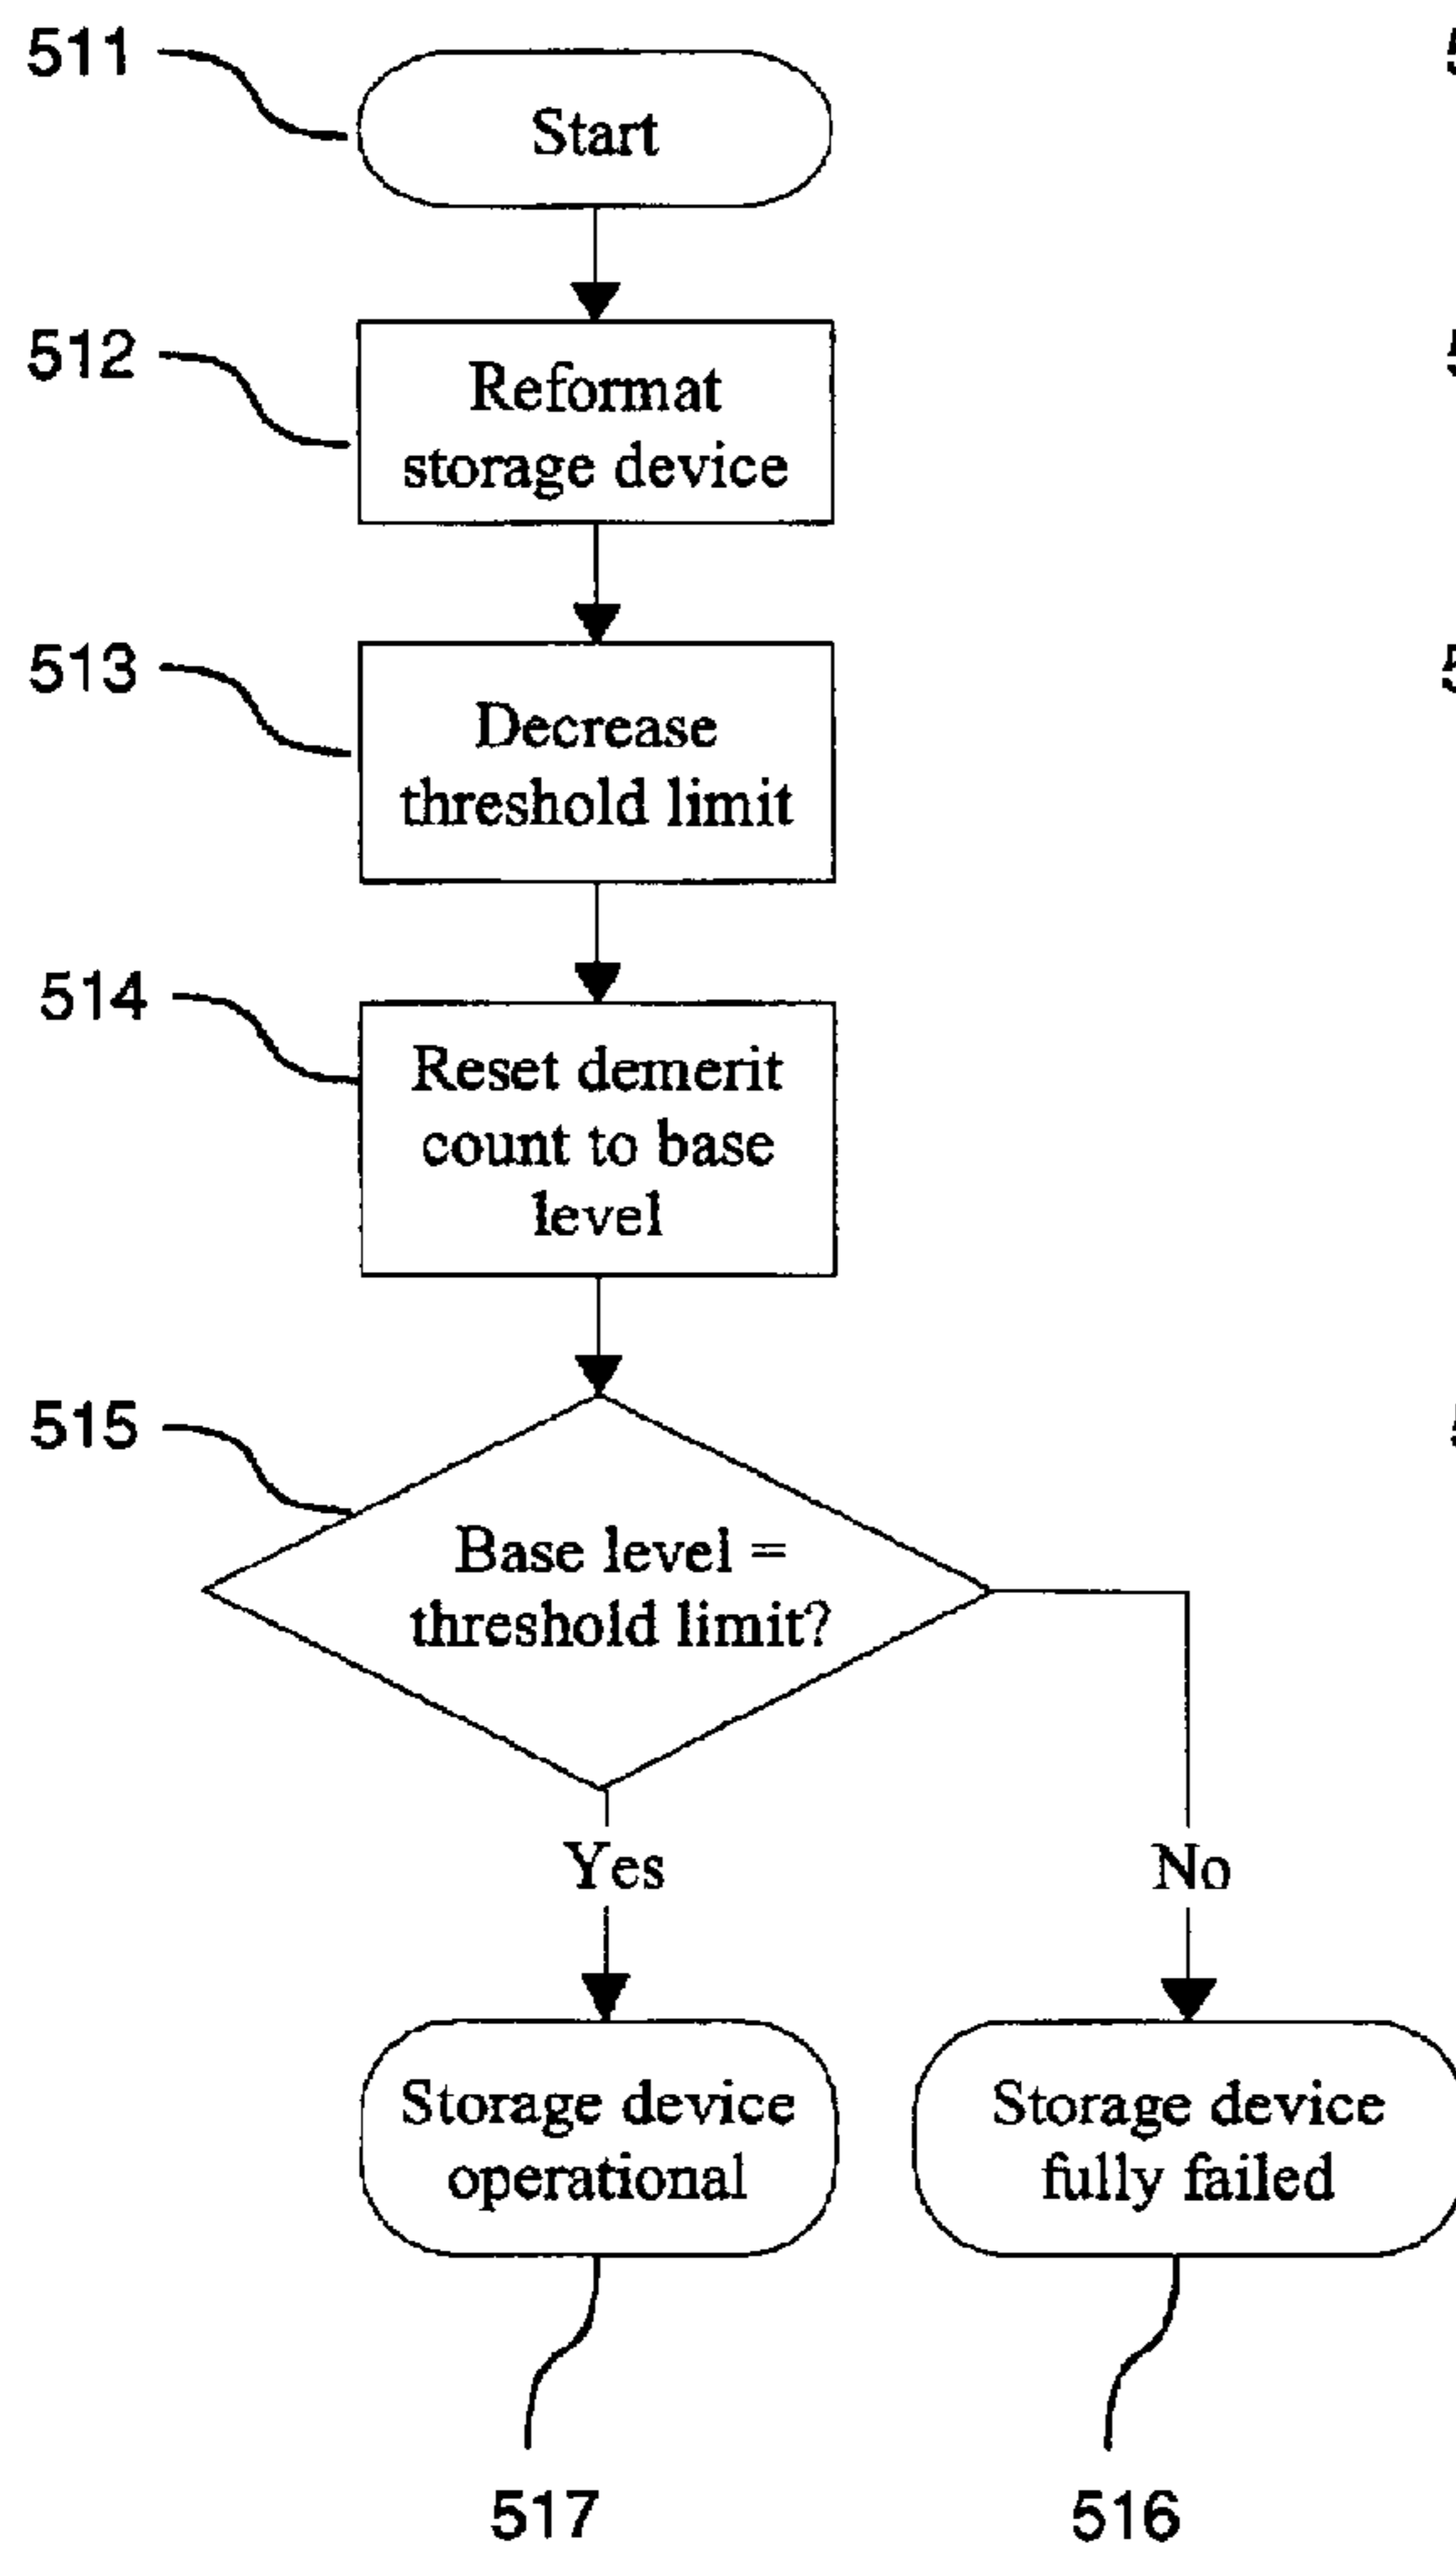 511
Start
512
Reformat
storage device
513
Decrease
threshold limit
514
Reset demerit
count to base
level
515
Base level =
threshold limit?
Yes
No
Storage device
operational
Storage device
fully failed
517
516